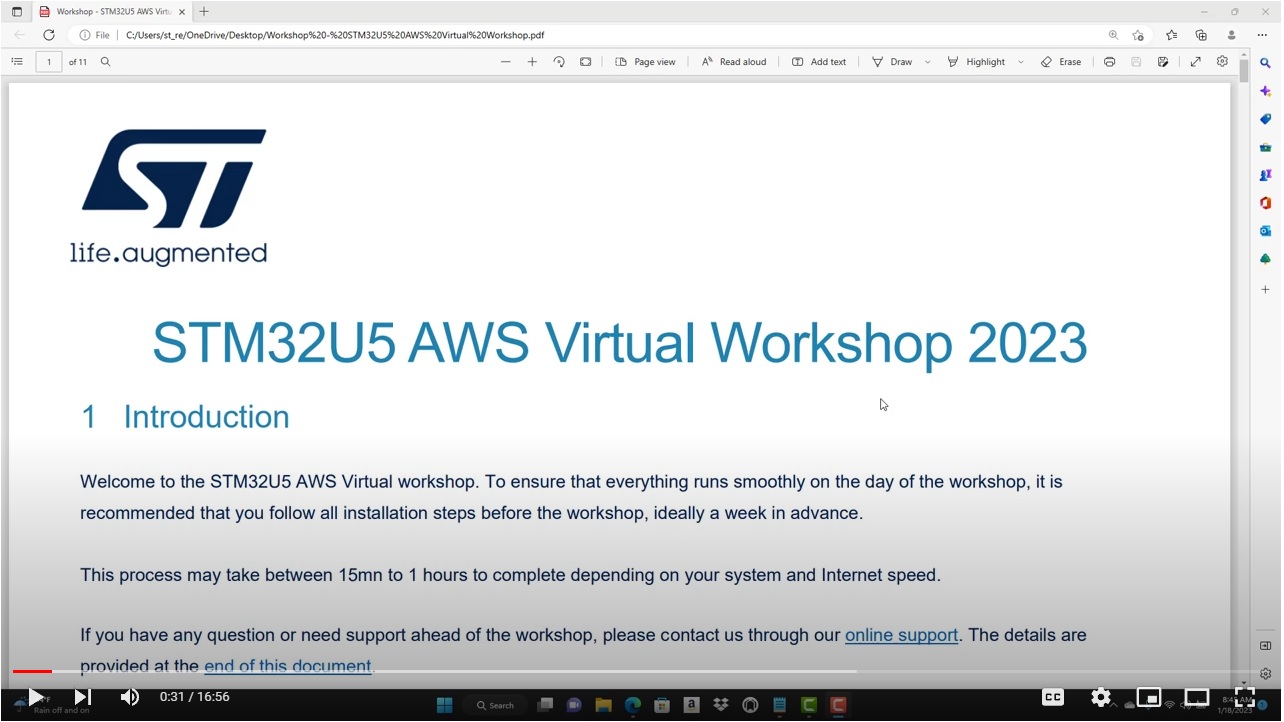 Workshop - STM32U5 AWS Virtu
File C:/Users/st_re/OneDrive/Desktop/Workshop%20-%20STM32U5%20AWS%20Virtual%20Workshop.pdf
1 of 11 Page view Read aloud Add text Draw Highlight Erase
ST
life.augmented
STM32U5 AWS Virtual Workshop 2023
1 Introduction
Welcome to the STM32U5 AWS Virtual workshop. To ensure that everything runs smoothly on the day of the workshop, it is
recommended that you follow all installation steps before the workshop, ideally a week in advance.
This process may take between 15mn to 1 hours to complete depending on your system and Internet speed.
If you have any question or need support ahead of the workshop, please contact us through our online support. The details are
provided at the end of this document.
0:31 / 16:56
Rain off and on
Search
CC
1/18/2023